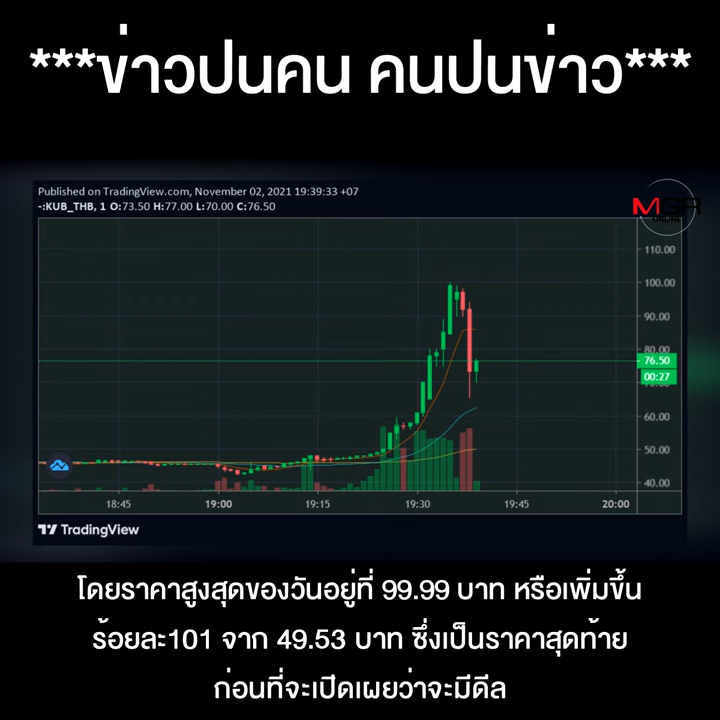 ***ข่าวปนคน คนปนข่าว***
Published on TradingView.com, November 02, 2021 19:39:33 +07
-:KUB_THB, 1 O:73.50 H:77.00 L:70.00 C:76.50
MGR
ONLINE
110.00
100.00
90.00
80.00
76.50
00:27
70.00
60.00
50.00
40.00
18:45 19:00 19:15 19:30 19:45 20:00
TradingView
โดยราคาสูงสุดของวันอยู่ที่ 99.99 บาท หรือเพิ่มขึ้น
ร้อยละ101 จาก 49.53 บาท ซึ่งเป็นราคาสุดท้าย
ก่อนที่จะเปิดเผยว่าจะมีดีล